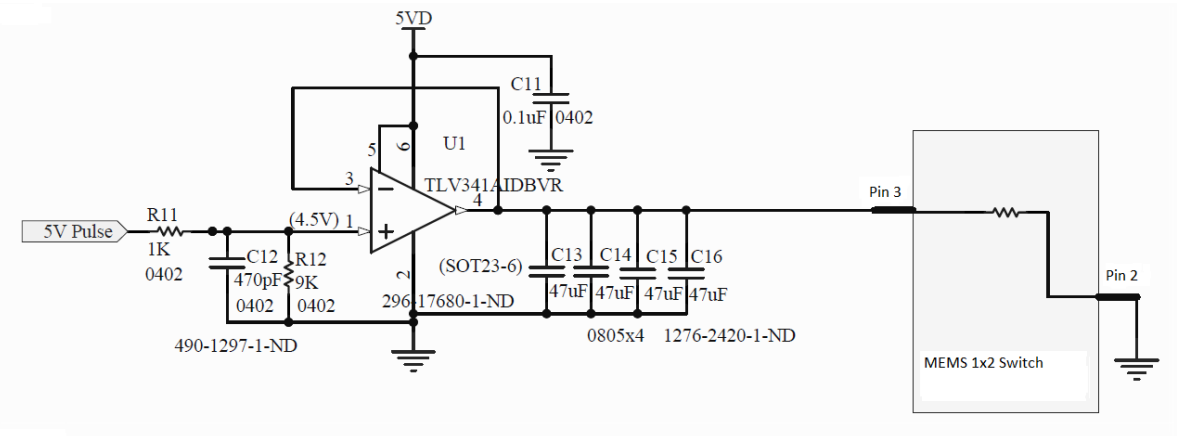 5VD
C11
0.1uF 0402
5
6
U1
3
TLV341AIDBVR
4
Pin 3
R11
(4.5V) 1
5V Pulse
1K
0402
C12
R12
470pF
9K
0402
0402
2
(SOT23-6)
C13
C14
C15
C16
47uF
47uF
47uF
47uF
296-17680-1-ND
Pin 2
490-1297-1-ND
0805x4
1276-2420-1-ND
MEMS 1x2 Switch